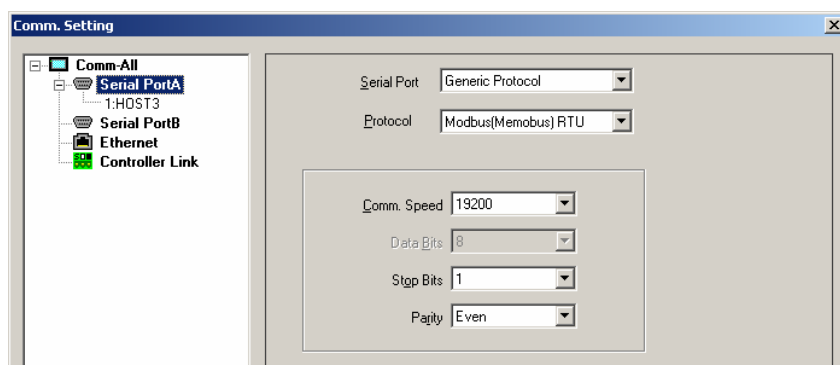 Comm. Setting
Comm-All
Serial PortA
1:HOST3
Serial PortB
Ethernet
Controller Link
Serial Port Generic Protocol
Protocol Modbus(Memobus) RTU
Comm. Speed 19200
Data Bits 8
Stop Bits 1
Parity Even